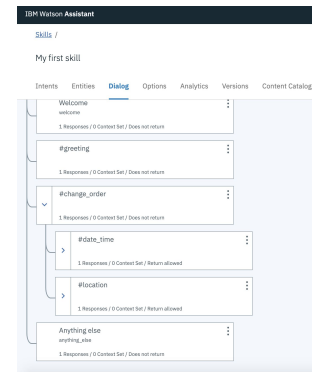 IBM Watson Assistant
Skills /
My first skill
Intents Entities Dialog Options Analytics Versions Content Catalog
Welcome
welcome
1 Responses / 0 Context Set / Does not return
#greeting
1 Responses / 0 Context Set / Does not return
#change_order
1 Responses / 0 Context Set / Does not return
#date_time
1 Responses / 0 Context Set / Return allowed
#location
1 Responses / 0 Context Set / Return allowed
Anything else
anything_else
1 Responses / 0 Context Set / Does not return